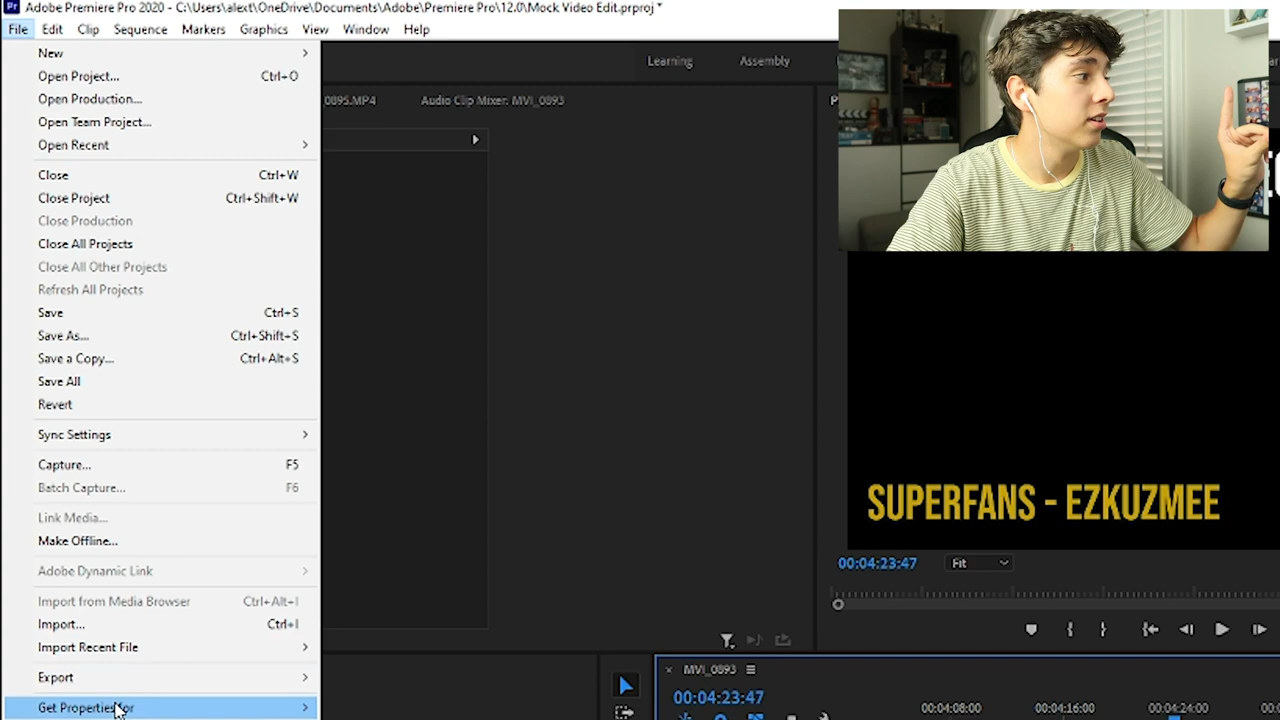 Pr Adobe Premiere Pro 2020 - C:\Users\alext\OneDrive\Documents\Adobe\Premiere Pro\12.0\Mock Video Edit.prproj *
File Edit Clip Sequence Markers Graphics View Window Help
Learning Assembly
0895.MP4 Audio Clip Mixer: MVI_0893
New
Open Project... Ctrl+O
Open Production...
Open Team Project...
Open Recent
Close Ctrl+W
Close Project Ctrl+Shift+W
Close Production
Close All Projects
Close All Other Projects
Refresh All Projects
Save Ctrl+S
Save As... Ctrl+Shift+S
Save a Copy... Ctrl+Alt+S
Save All
Revert
Sync Settings
Capture... F5
Batch Capture... F6
Link Media...
Make Offline...
Adobe Dynamic Link
Import from Media Browser Ctrl+Alt+I
Import... Ctrl+I
Import Recent File
Export
Get Properties for
SUPERFANS - EZKUZMEE
00:04:23:47 Fit
MVI_0893
00:04:23:47
00:04:08:00 00:04:16:00 00:04:24:00